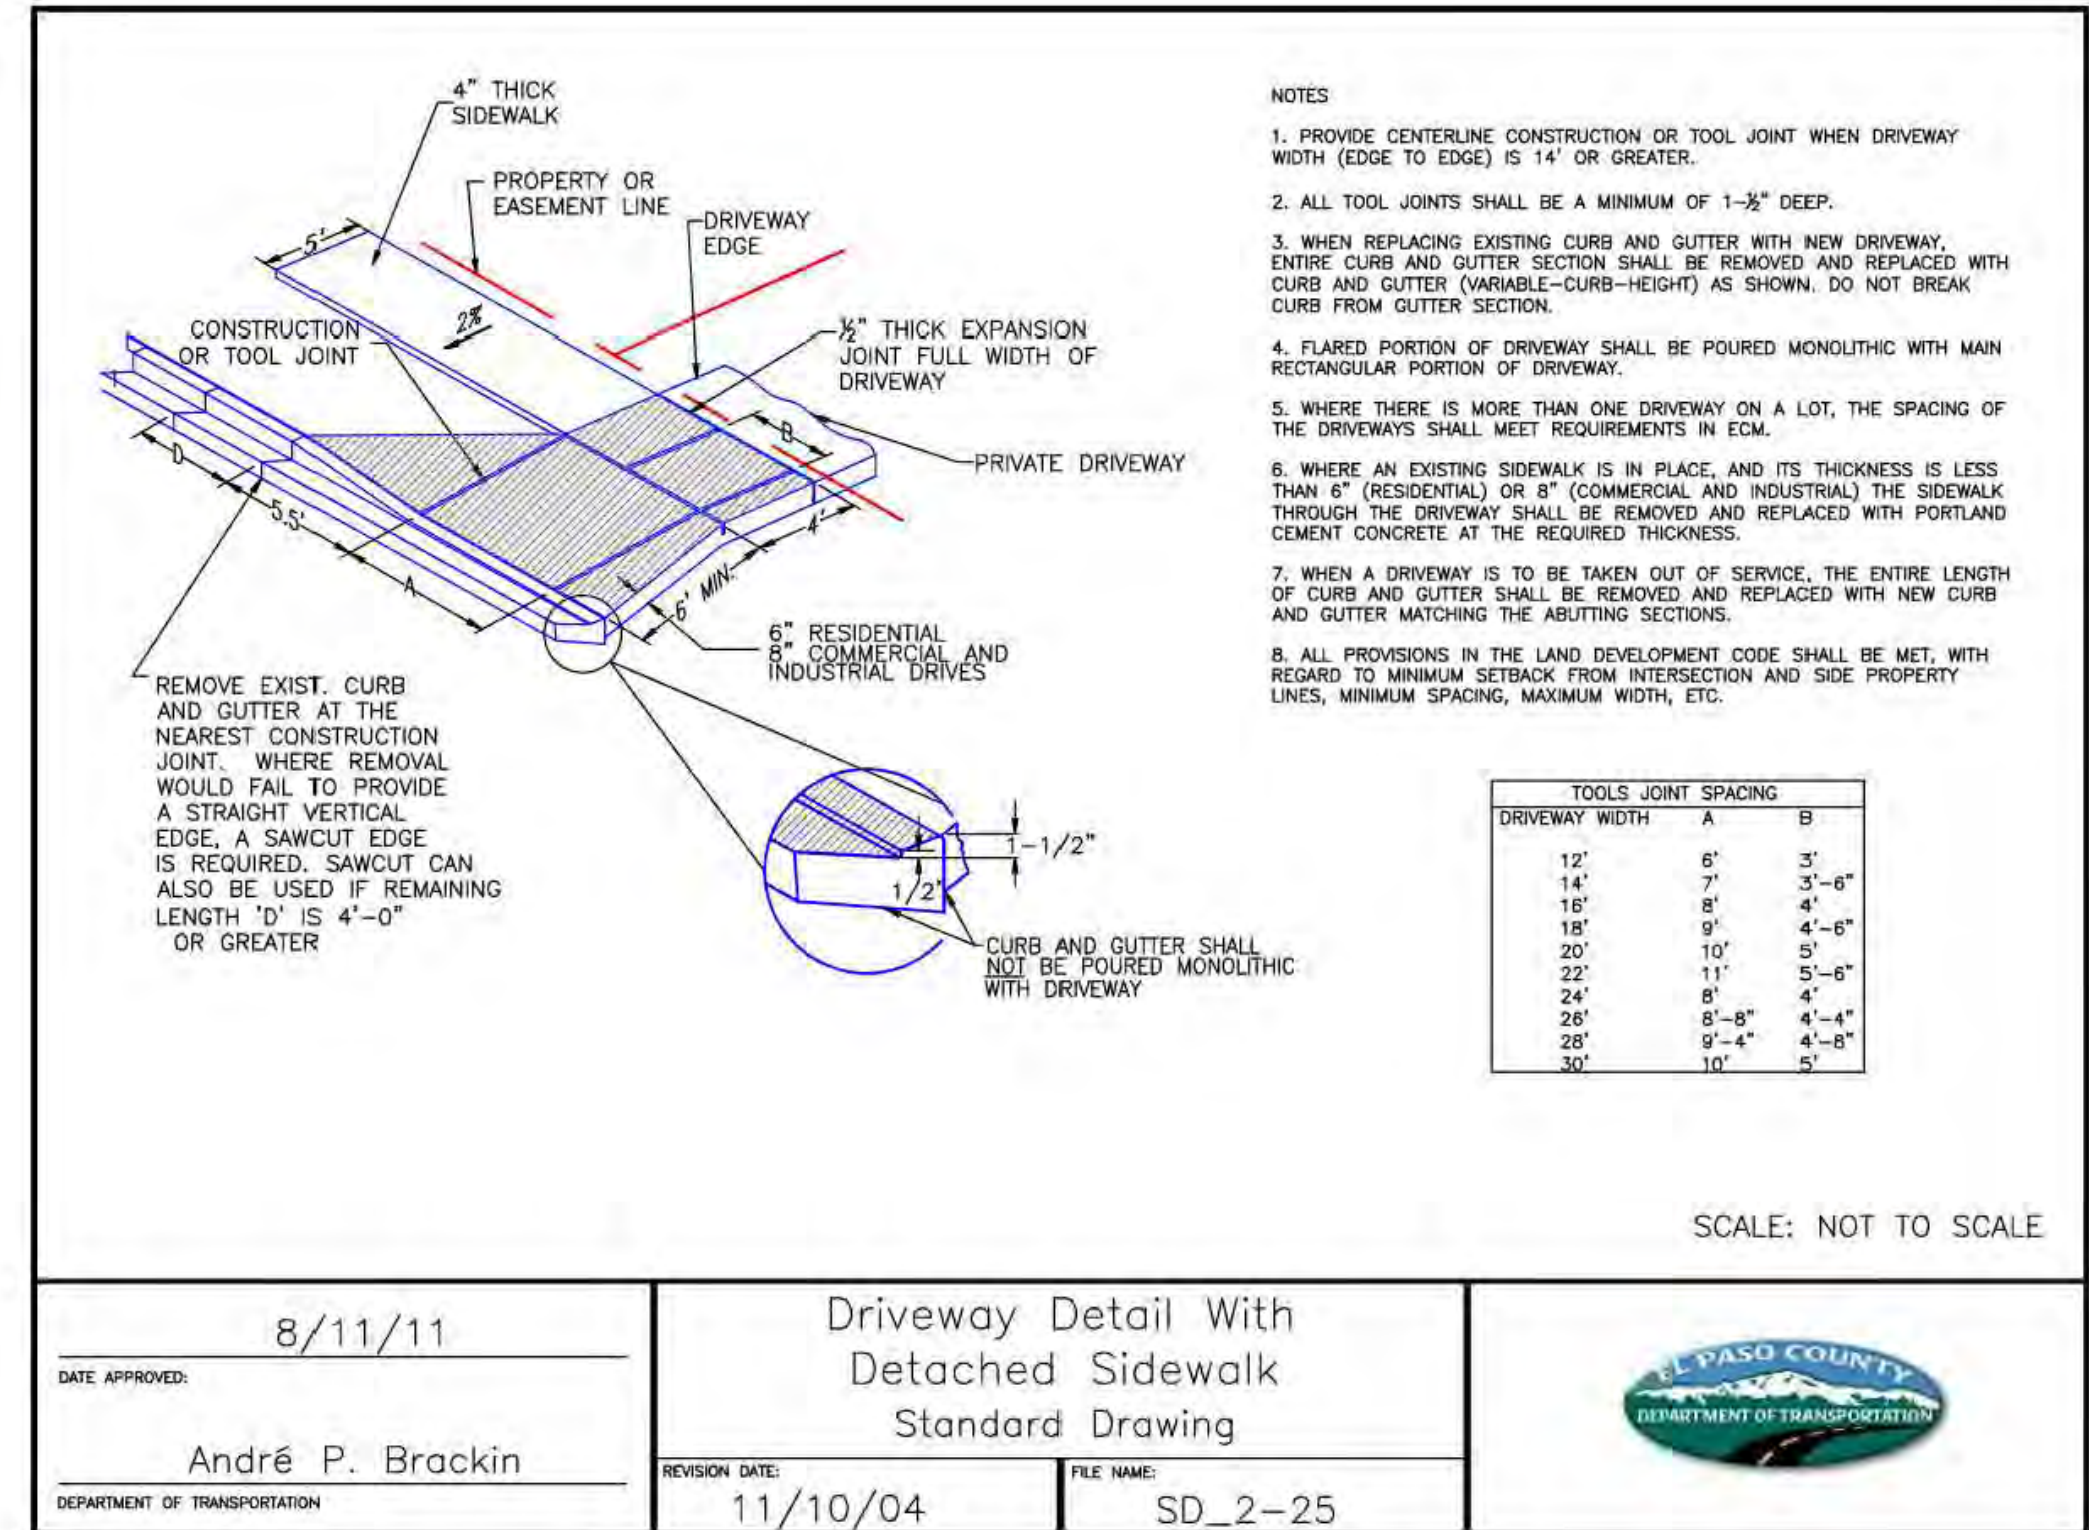 4" THICK
SIDEWALK
PROPERTY OR
EASEMENT LINE
DRIVEWAY
EDGE
5'
2%
CONSTRUCTION
OR TOOL JOINT
½" THICK EXPANSION
JOINT FULL WIDTH OF
DRIVEWAY
B
PRIVATE DRIVEWAY
D
5.5'
A
4'
6' MIN.
6" RESIDENTIAL
8" COMMERCIAL AND
INDUSTRIAL DRIVES
REMOVE EXIST. CURB
AND GUTTER AT THE
NEAREST CONSTRUCTION
JOINT. WHERE REMOVAL
WOULD FAIL TO PROVIDE
A STRAIGHT VERTICAL
EDGE, A SAWCUT EDGE
IS REQUIRED. SAWCUT CAN
ALSO BE USED IF REMAINING
LENGTH 'D' IS 4'-0"
OR GREATER
1-1/2"
1/2"
CURB AND GUTTER SHALL
NOT BE POURED MONOLITHIC
WITH DRIVEWAY
NOTES
1. PROVIDE CENTERLINE CONSTRUCTION OR TOOL JOINT WHEN DRIVEWAY
WIDTH (EDGE TO EDGE) IS 14' OR GREATER.
2. ALL TOOL JOINTS SHALL BE A MINIMUM OF 1-½" DEEP.
3. WHEN REPLACING EXISTING CURB AND GUTTER WITH NEW DRIVEWAY,
ENTIRE CURB AND GUTTER SECTION SHALL BE REMOVED AND REPLACED WITH
CURB AND GUTTER (VARIABLE-CURB-HEIGHT) AS SHOWN. DO NOT BREAK
CURB FROM GUTTER SECTION.
4. FLARED PORTION OF DRIVEWAY SHALL BE POURED MONOLITHIC WITH MAIN
RECTANGULAR PORTION OF DRIVEWAY.
5. WHERE THERE IS MORE THAN ONE DRIVEWAY ON A LOT, THE SPACING OF
THE DRIVEWAYS SHALL MEET REQUIREMENTS IN ECM.
6. WHERE AN EXISTING SIDEWALK IS IN PLACE, AND ITS THICKNESS IS LESS
THAN 6" (RESIDENTIAL) OR 8" (COMMERCIAL AND INDUSTRIAL) THE SIDEWALK
THROUGH THE DRIVEWAY SHALL BE REMOVED AND REPLACED WITH PORTLAND
CEMENT CONCRETE AT THE REQUIRED THICKNESS.
7. WHEN A DRIVEWAY IS TO BE TAKEN OUT OF SERVICE, THE ENTIRE LENGTH
OF CURB AND GUTTER SHALL BE REMOVED AND REPLACED WITH NEW CURB
AND GUTTER MATCHING THE ABUTTING SECTIONS.
8. ALL PROVISIONS IN THE LAND DEVELOPMENT CODE SHALL BE MET, WITH
REGARD TO MINIMUM SETBACK FROM INTERSECTION AND SIDE PROPERTY
LINES, MINIMUM SPACING, MAXIMUM WIDTH, ETC.
TOOLS JOINT SPACING
DRIVEWAY WIDTH A B
12' 6' 3'
14' 7' 3'-6"
16' 8' 4'
18' 9' 4'-6"
20' 10' 5'
22' 11' 5'-6"
24' 8' 4'
26' 8'-8" 4'-4"
28' 9'-4" 4'-8"
30' 10' 5'
SCALE: NOT TO SCALE
8/11/11
DATE APPROVED:
André P. Brackin
DEPARTMENT OF TRANSPORTATION
Driveway Detail With
Detached Sidewalk
Standard Drawing
REVISION DATE:
11/10/04
FILE NAME:
SD_2-25
EL PASO COUNTY
DEPARTMENT OF TRANSPORTATION